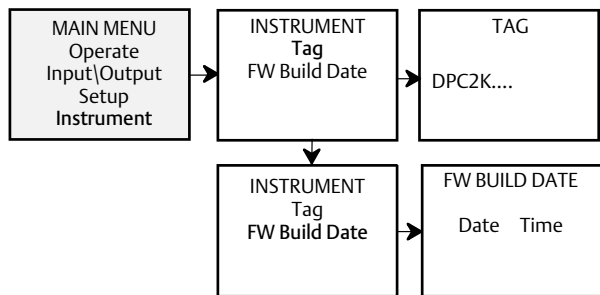 MAIN MENU
Operate
Input\Output
Setup
Instrument
INSTRUMENT
Tag
FW Build Date
TAG
DPC2K....
INSTRUMENT
Tag
FW Build Date
FW BUILD DATE
Date Time